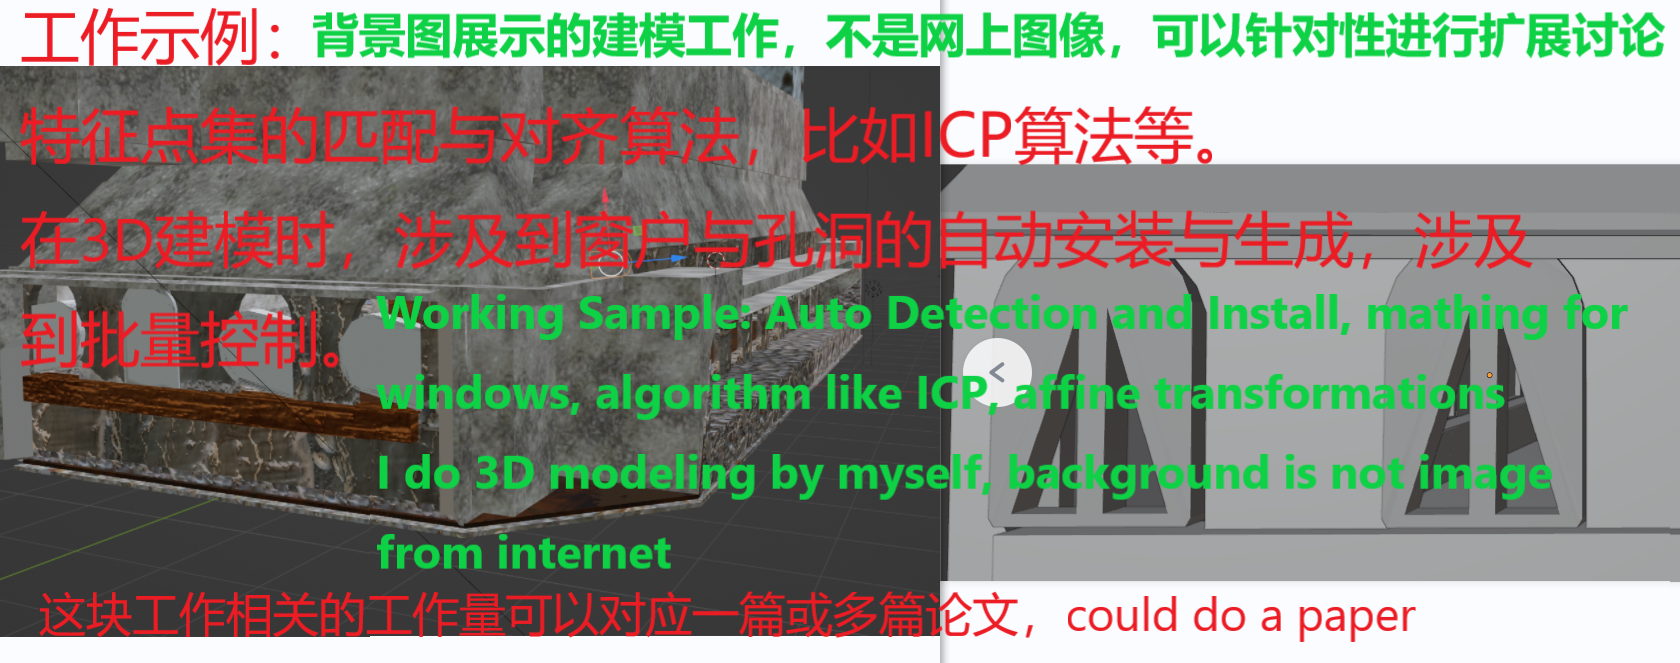 工作示例：背景图展示的建模工作，不是网上图像，可以针对性进行扩展讨论
特征点集的匹配与对齐算法，比如ICP算法等。
在3D建模时，涉及到窗户与孔洞的自动安装与生成，涉及
到批量控制。
Working Sample: Auto Detection and Install, mathing for
windows, algorithm like ICP, affine transformations
I do 3D modeling by myself, background is not image
from internet
这块工作相关的工作量可以对应一篇或多篇论文，could do a paper